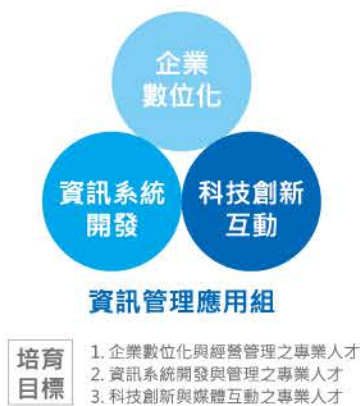 企業
數位化
資訊系統
開發
科技創新
互動
資訊管理應用組
培育
目標
1. 企業數位化與經營管理之專業人才
2. 資訊系統開發與管理之專業人才
3. 科技創新與媒體互動之專業人才